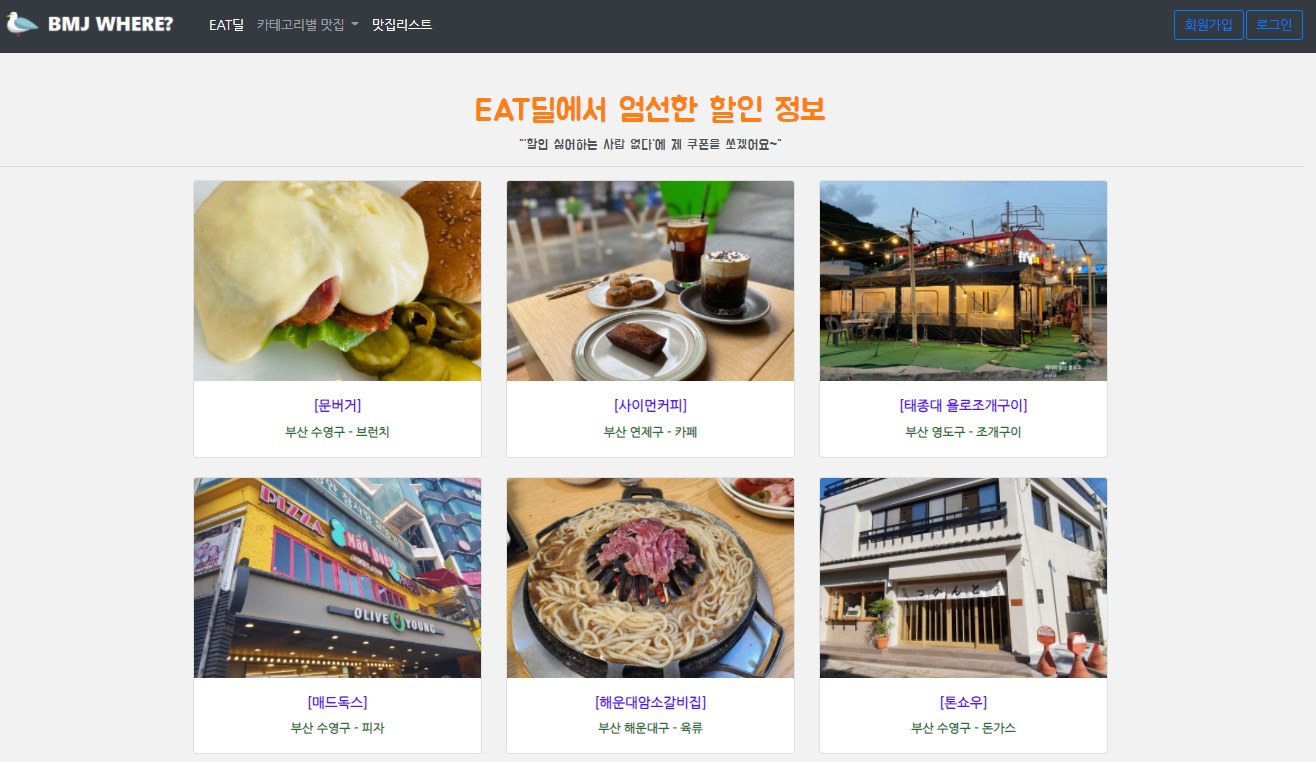 BMJ WHERE?
EAT딜 카테고리별 맛집 맛집리스트
회원가입 로그인
EAT딜에서 엄선한 할인 정보
"'할인 싫어하는 사람 없다'에 제 쿠폰을 쏘겠어요~"
[문버거]
부산 수영구 - 브런치
[사이먼커피]
부산 연제구 - 카페
[태종대 욜로조개구이]
부산 영도구 - 조개구이
PIZZA
OLIVE YOUNG
つかんと
[매드독스]
부산 수영구 - 피자
[해운대암소갈비집]
부산 해운대구 - 육류
[톤쇼우]
부산 수영구 - 돈가스